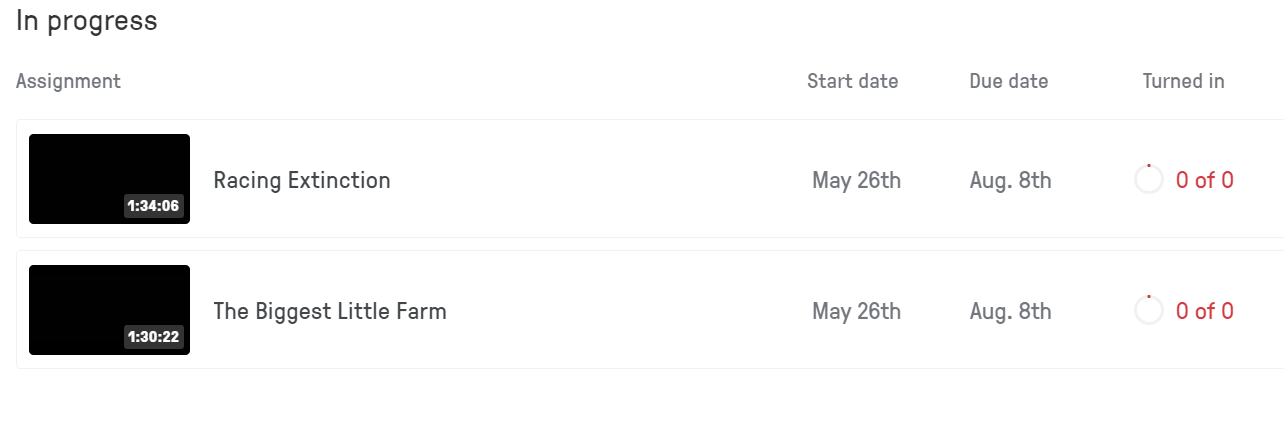 In progress
Assignment Start date Due date Turned in
1:34:06 Racing Extinction May 26th Aug. 8th 0 of 0
1:30:22 The Biggest Little Farm May 26th Aug. 8th 0 of 0